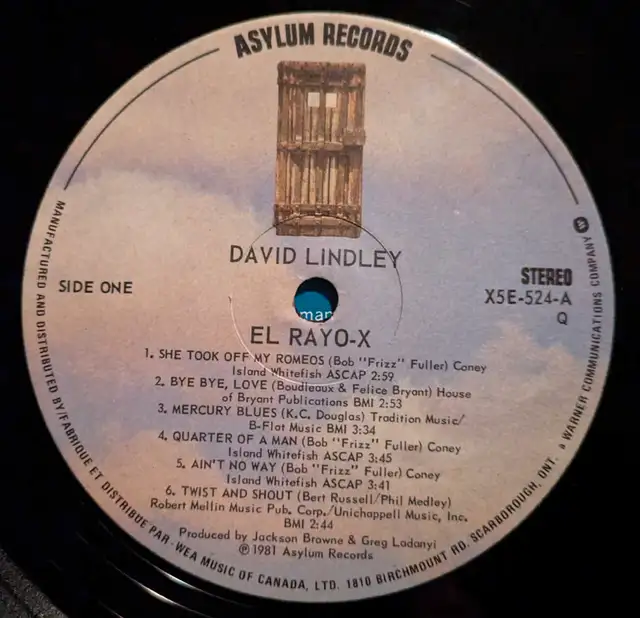 ASYLUM RECORDS
DAVID LINDLEY
SIDE ONE
STEREO
X5E-524-A
Q
man
EL RAYO-X
1. SHE TOOK OFF MY ROMEOS (Bob "Frizz" Fuller) Coney
Island Whitefish ASCAP 2:59
2. BYE BYE, LOVE (Boudleaux & Felice Bryant) House
of Bryant Publications BMI 2:53
3. MERCURY BLUES (K.C. Douglas) Tradition Music/
B-Flat Music BMI 3:34
4. QUARTER OF A MAN (Bob "Frizz" Fuller) Coney
Island Whitefish ASCAP 3:45
5. AIN'T NO WAY (Bob "Frizz" Fuller) Coney
Island Whitefish ASCAP 3:41
6. TWIST AND SHOUT (Bert Russell/Phil Medley)
Robert Mellin Music Pub. Corp./Unichappell Music, Inc.
BMI 2:44
Produced by Jackson Browne & Greg Ladanyi
℗1981 Asylum Records
MANUFACTURED AND DISTRIBUTED BY/FABRIQUE ET DISTRIBUE PAR - WEA MUSIC OF CANADA, LTD. 1810 BIRCHMOUNT RD. SCARBOROUGH, ONT. a WARNER COMMUNICATIONS COMPANY